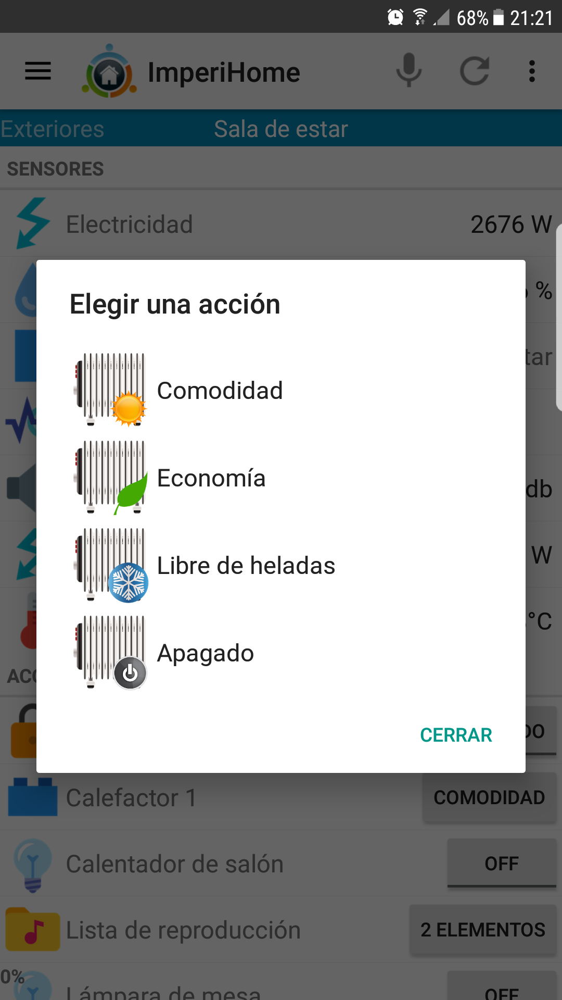 68% 21:21
ImperiHome
Exteriores Sala de estar
SENSORES
Electricidad 2676 W
%
Elegir una acción
tar
Comodidad
Economía
db
Libre de heladas
W
°C
Apagado
CERRAR
Calefactor 1 COMODIDAD
Calentador de salón OFF
Lista de reproducción 2 ELEMENTOS
0%
Lámpara de mesa OFF